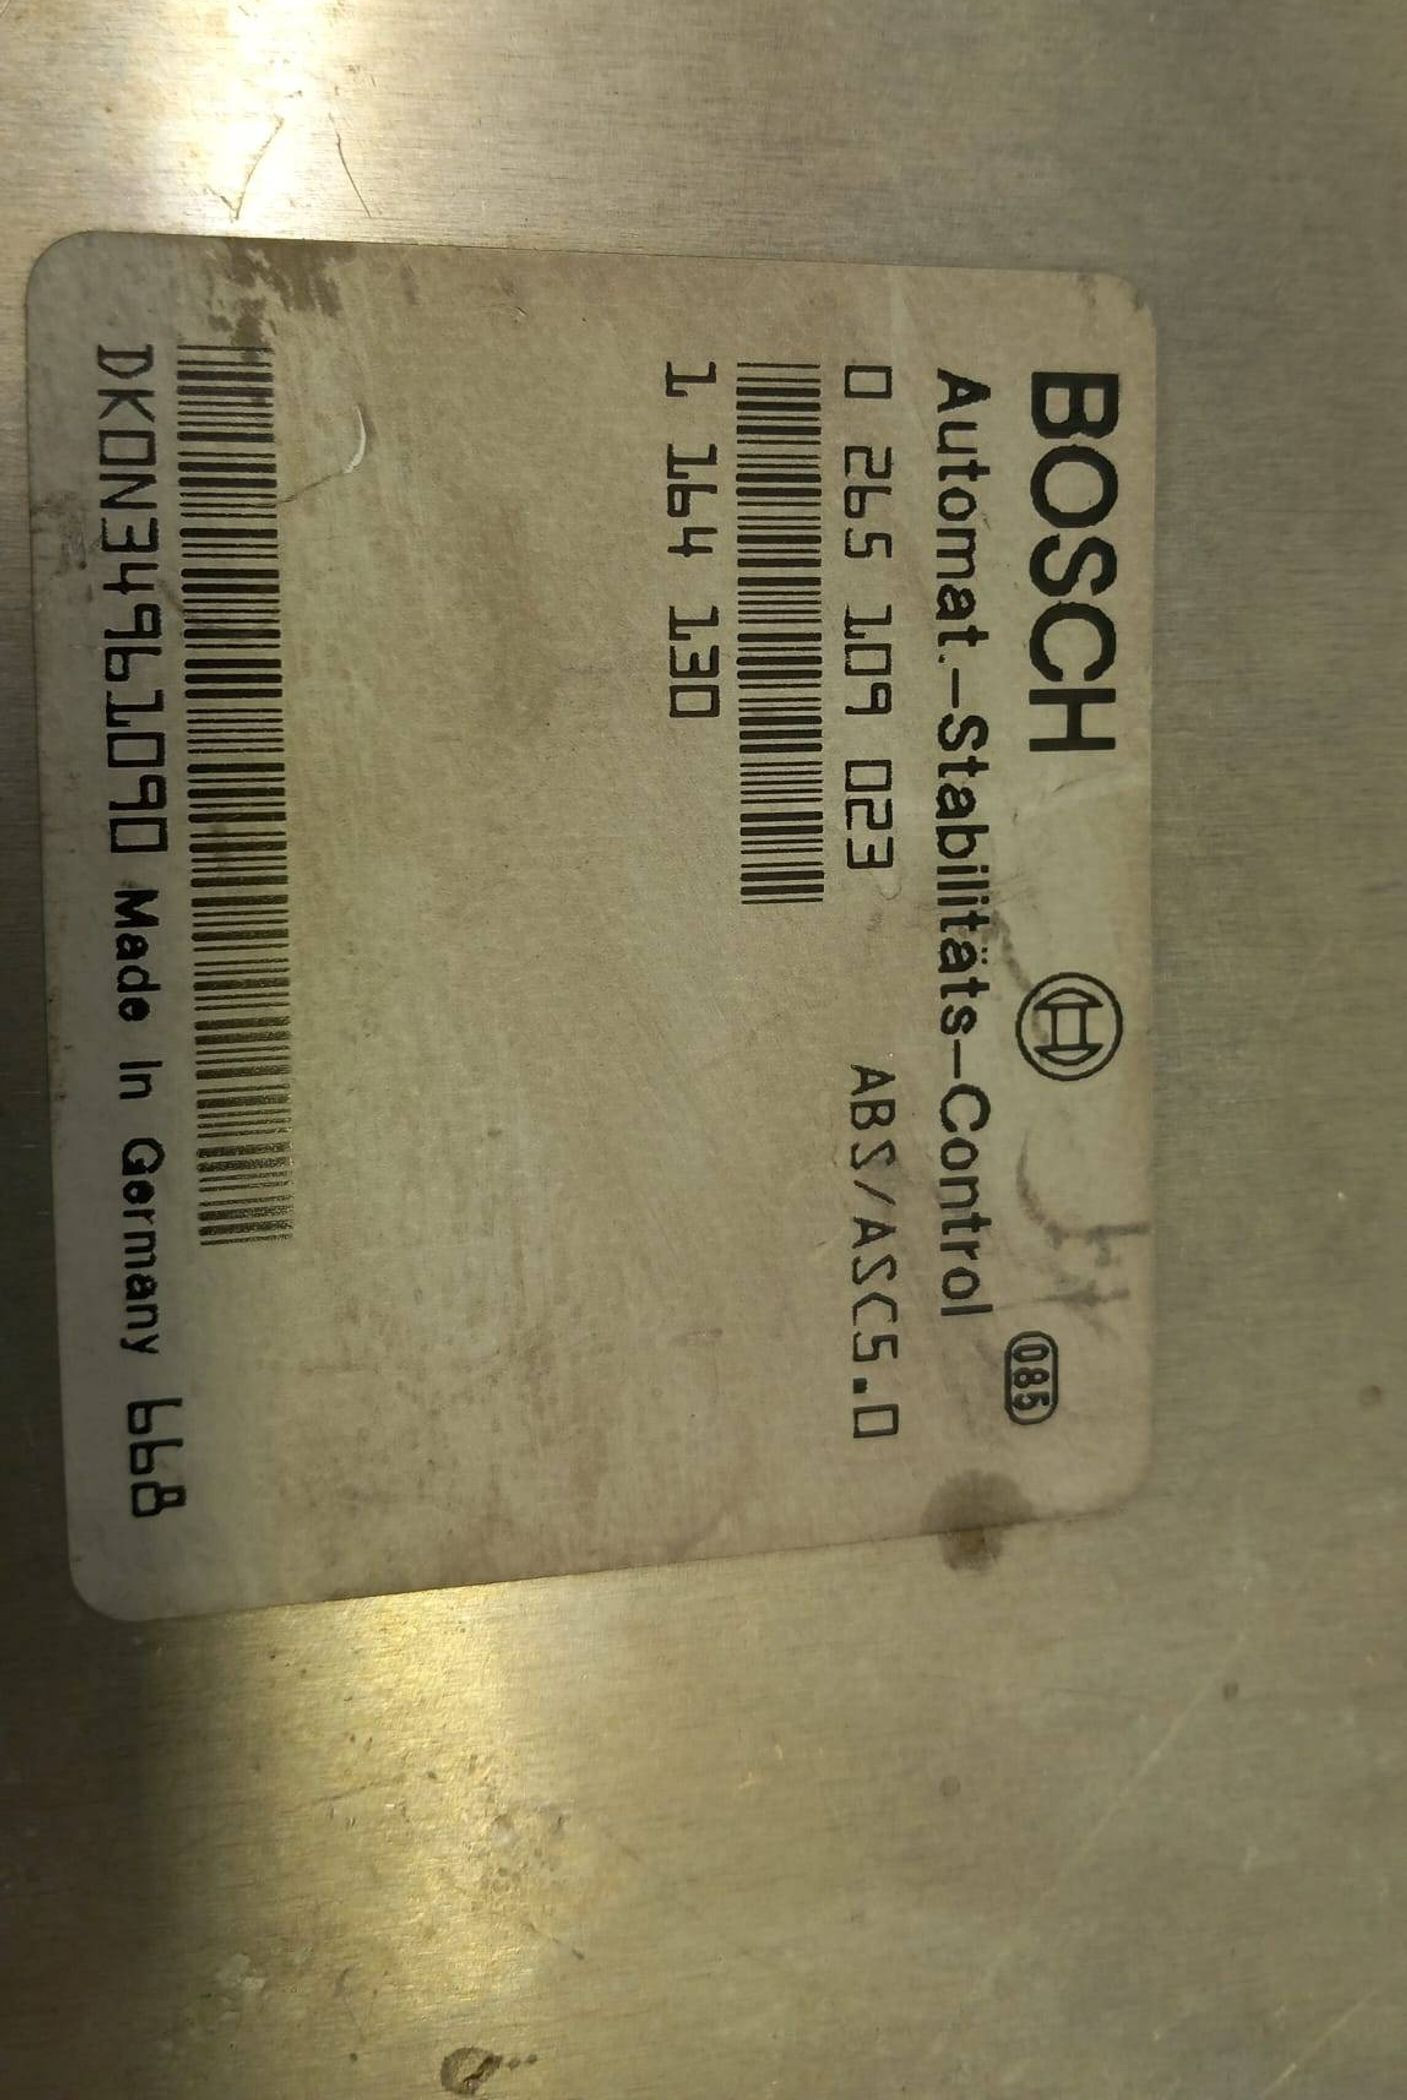 BOSCH
085
Automat.-Stabilitäts-Control
0 265 109 023 ABS/ASC5.0
1 164 130
DK0N34961090 Made In Germany 668